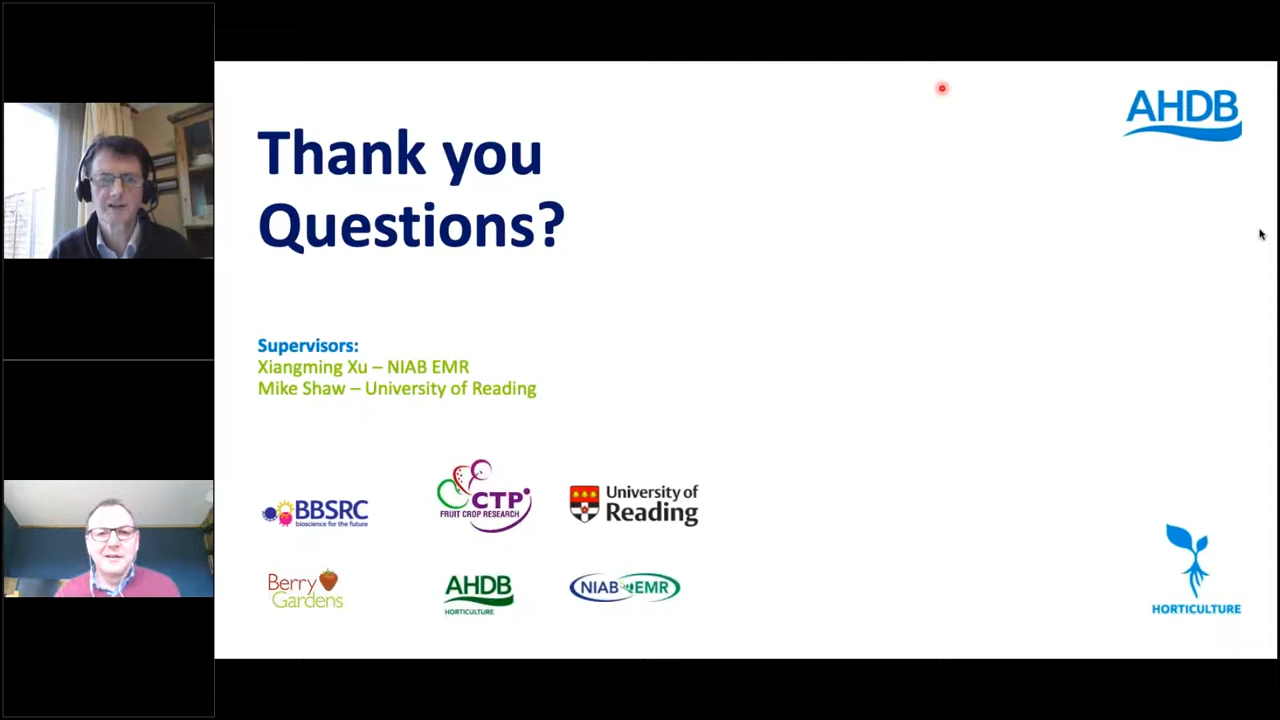 AHDB
Thank you
Questions?
Supervisors:
Xiangming Xu – NIAB EMR
Mike Shaw – University of Reading
BBSRC
bioscience for the future
CTP
FRUIT CROP RESEARCH
University of
Reading
Berry
Gardens
AHDB
HORTICULTURE
NIAB EMR
HORTICULTURE